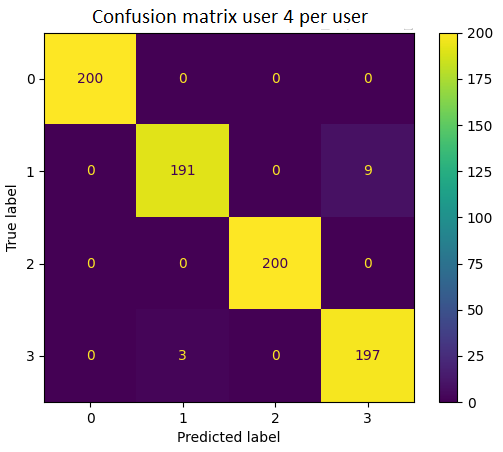 Confusion matrix user 4 per user
0 200 0 0 0
1 0 191 0 9
2 0 0 200 0
3 0 3 0 197
0 1 2 3
Predicted label
True label
200
175
150
125
100
75
50
25
0